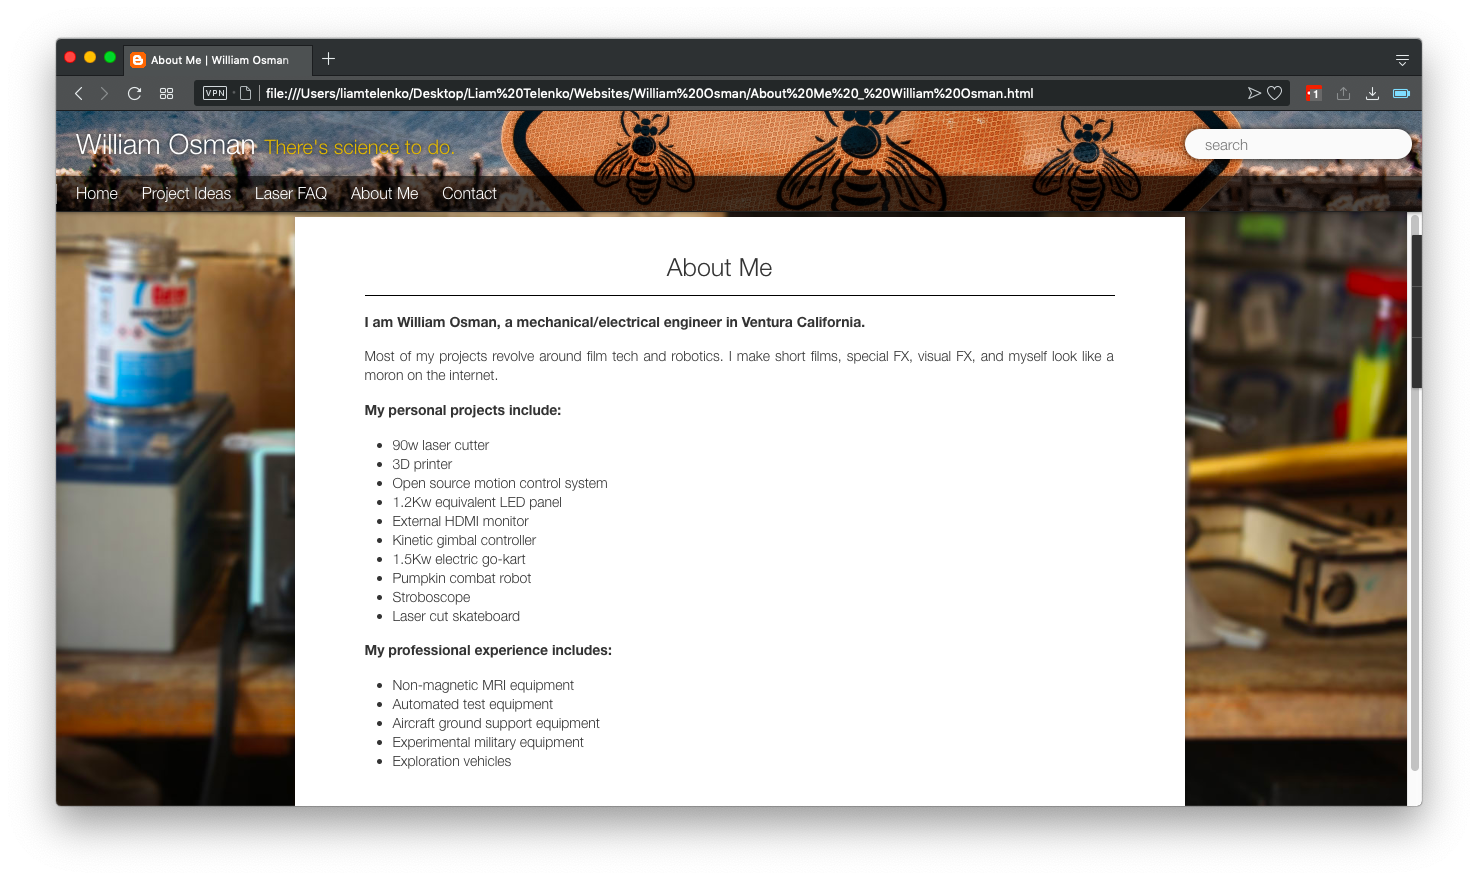 About Me | William Osman
VPN
file:///Users/liamtelenko/Desktop/Liam%20Telenko/Websites/William%20Osman/About%20Me%20_%20William%20Osman.html
1
William Osman There's science to do.
search
Home Project Ideas Laser FAQ About Me Contact
About Me
I am William Osman, a mechanical/electrical engineer in Ventura California.
Most of my projects revolve around film tech and robotics. I make short films, special FX, visual FX, and myself look like a
moron on the internet.
My personal projects include:
90w laser cutter
3D printer
Open source motion control system
1.2Kw equivalent LED panel
External HDMI monitor
Kinetic gimbal controller
1.5Kw electric go-kart
Pumpkin combat robot
Stroboscope
Laser cut skateboard
My professional experience includes:
Non-magnetic MRI equipment
Automated test equipment
Aircraft ground support equipment
Experimental military equipment
Exploration vehicles